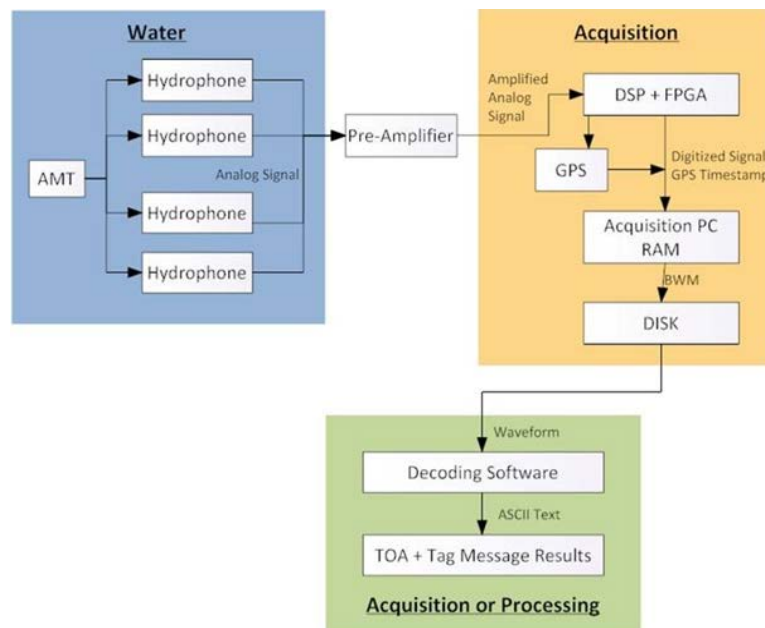 Water
Hydrophone
Hydrophone
AMT
Analog Signal
Hydrophone
Hydrophone
Pre-Amplifier
Acquisition
Amplified
Analog
Signal
DSP + FPGA
GPS
Digitized Signal
GPS Timestamp
Acquisition PC
RAM
BWM
DISK
Waveform
Decoding Software
ASCII Text
TOA + Tag Message Results
Acquisition or Processing